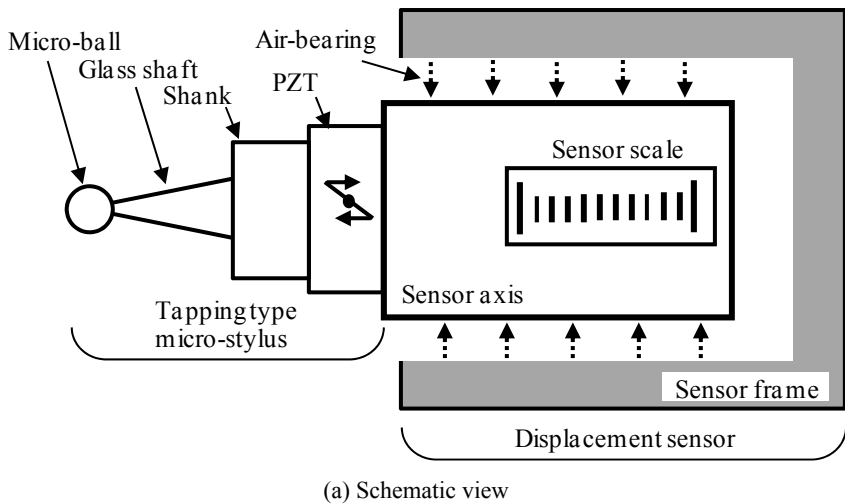 Micro-ball
Air-bearing
Glass shaft
Shank
PZT
Sensor scale
Sensor axis
Tapping type
micro-stylus
Sensor frame
Displacement sensor
(a) Schematic view